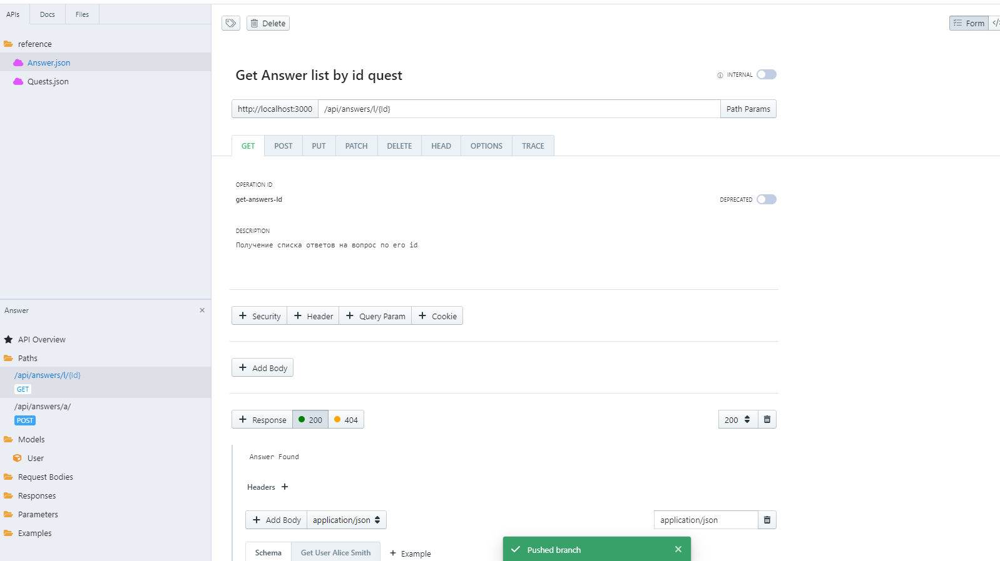 APIs Docs Files
reference
Answer.json
Quests.json
Answer
API Overview
Paths
/api/answers/l/{Id}
GET
/api/answers/a/
POST
Models
User
Request Bodies
Responses
Parameters
Examples
Delete
Form </>
Get Answer list by id quest
INTERNAL
http://localhost:3000 /api/answers/l/{Id} Path Params
GET POST PUT PATCH DELETE HEAD OPTIONS TRACE
OPERATION ID
get-answers-Id
DEPRECATED
DESCRIPTION
Получение списка ответов на вопрос по его id
+ Security + Header + Query Param + Cookie
+ Add Body
+ Response 200 404
200
Answer Found
Headers +
+ Add Body application/json
application/json
Schema Get User Alice Smith + Example
Pushed branch